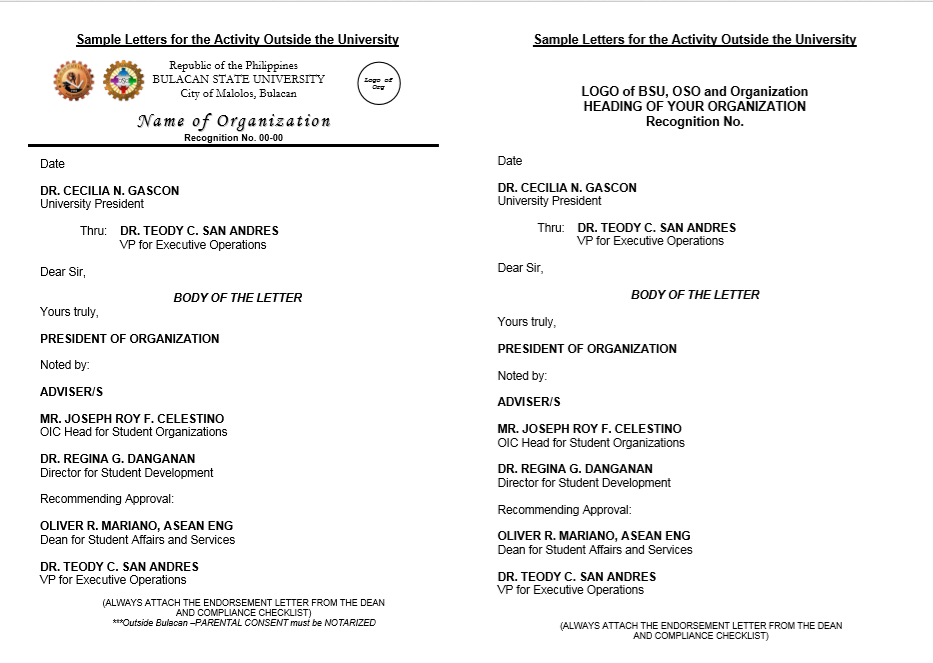 Sample Letters for the Activity Outside the University
Republic of the Philippines
BULACAN STATE UNIVERSITY
City of Malolos, Bulacan
Logo of
Org
Name of Organization
Recognition No. 00-00
Date
DR. CECILIA N. GASCON
University President
Thru: DR. TEODY C. SAN ANDRES
VP for Executive Operations
Dear Sir,
BODY OF THE LETTER
Yours truly,
PRESIDENT OF ORGANIZATION
Noted by:
ADVISER/S
MR. JOSEPH ROY F. CELESTINO
OIC Head for Student Organizations
DR. REGINA G. DANGANAN
Director for Student Development
Recommending Approval:
OLIVER R. MARIANO, ASEAN ENG
Dean for Student Affairs and Services
DR. TEODY C. SAN ANDRES
VP for Executive Operations
(ALWAYS ATTACH THE ENDORSEMENT LETTER FROM THE DEAN
AND COMPLIANCE CHECKLIST)
***Outside Bulacan –PARENTAL CONSENT must be NOTARIZED
Sample Letters for the Activity Outside the University
LOGO of BSU, OSO and Organization
HEADING OF YOUR ORGANIZATION
Recognition No.
Date
DR. CECILIA N. GASCON
University President
Thru: DR. TEODY C. SAN ANDRES
VP for Executive Operations
Dear Sir,
BODY OF THE LETTER
Yours truly,
PRESIDENT OF ORGANIZATION
Noted by:
ADVISER/S
MR. JOSEPH ROY F. CELESTINO
OIC Head for Student Organizations
DR. REGINA G. DANGANAN
Director for Student Development
Recommending Approval:
OLIVER R. MARIANO, ASEAN ENG
Dean for Student Affairs and Services
DR. TEODY C. SAN ANDRES
VP for Executive Operations
(ALWAYS ATTACH THE ENDORSEMENT LETTER FROM THE DEAN
AND COMPLIANCE CHECKLIST)